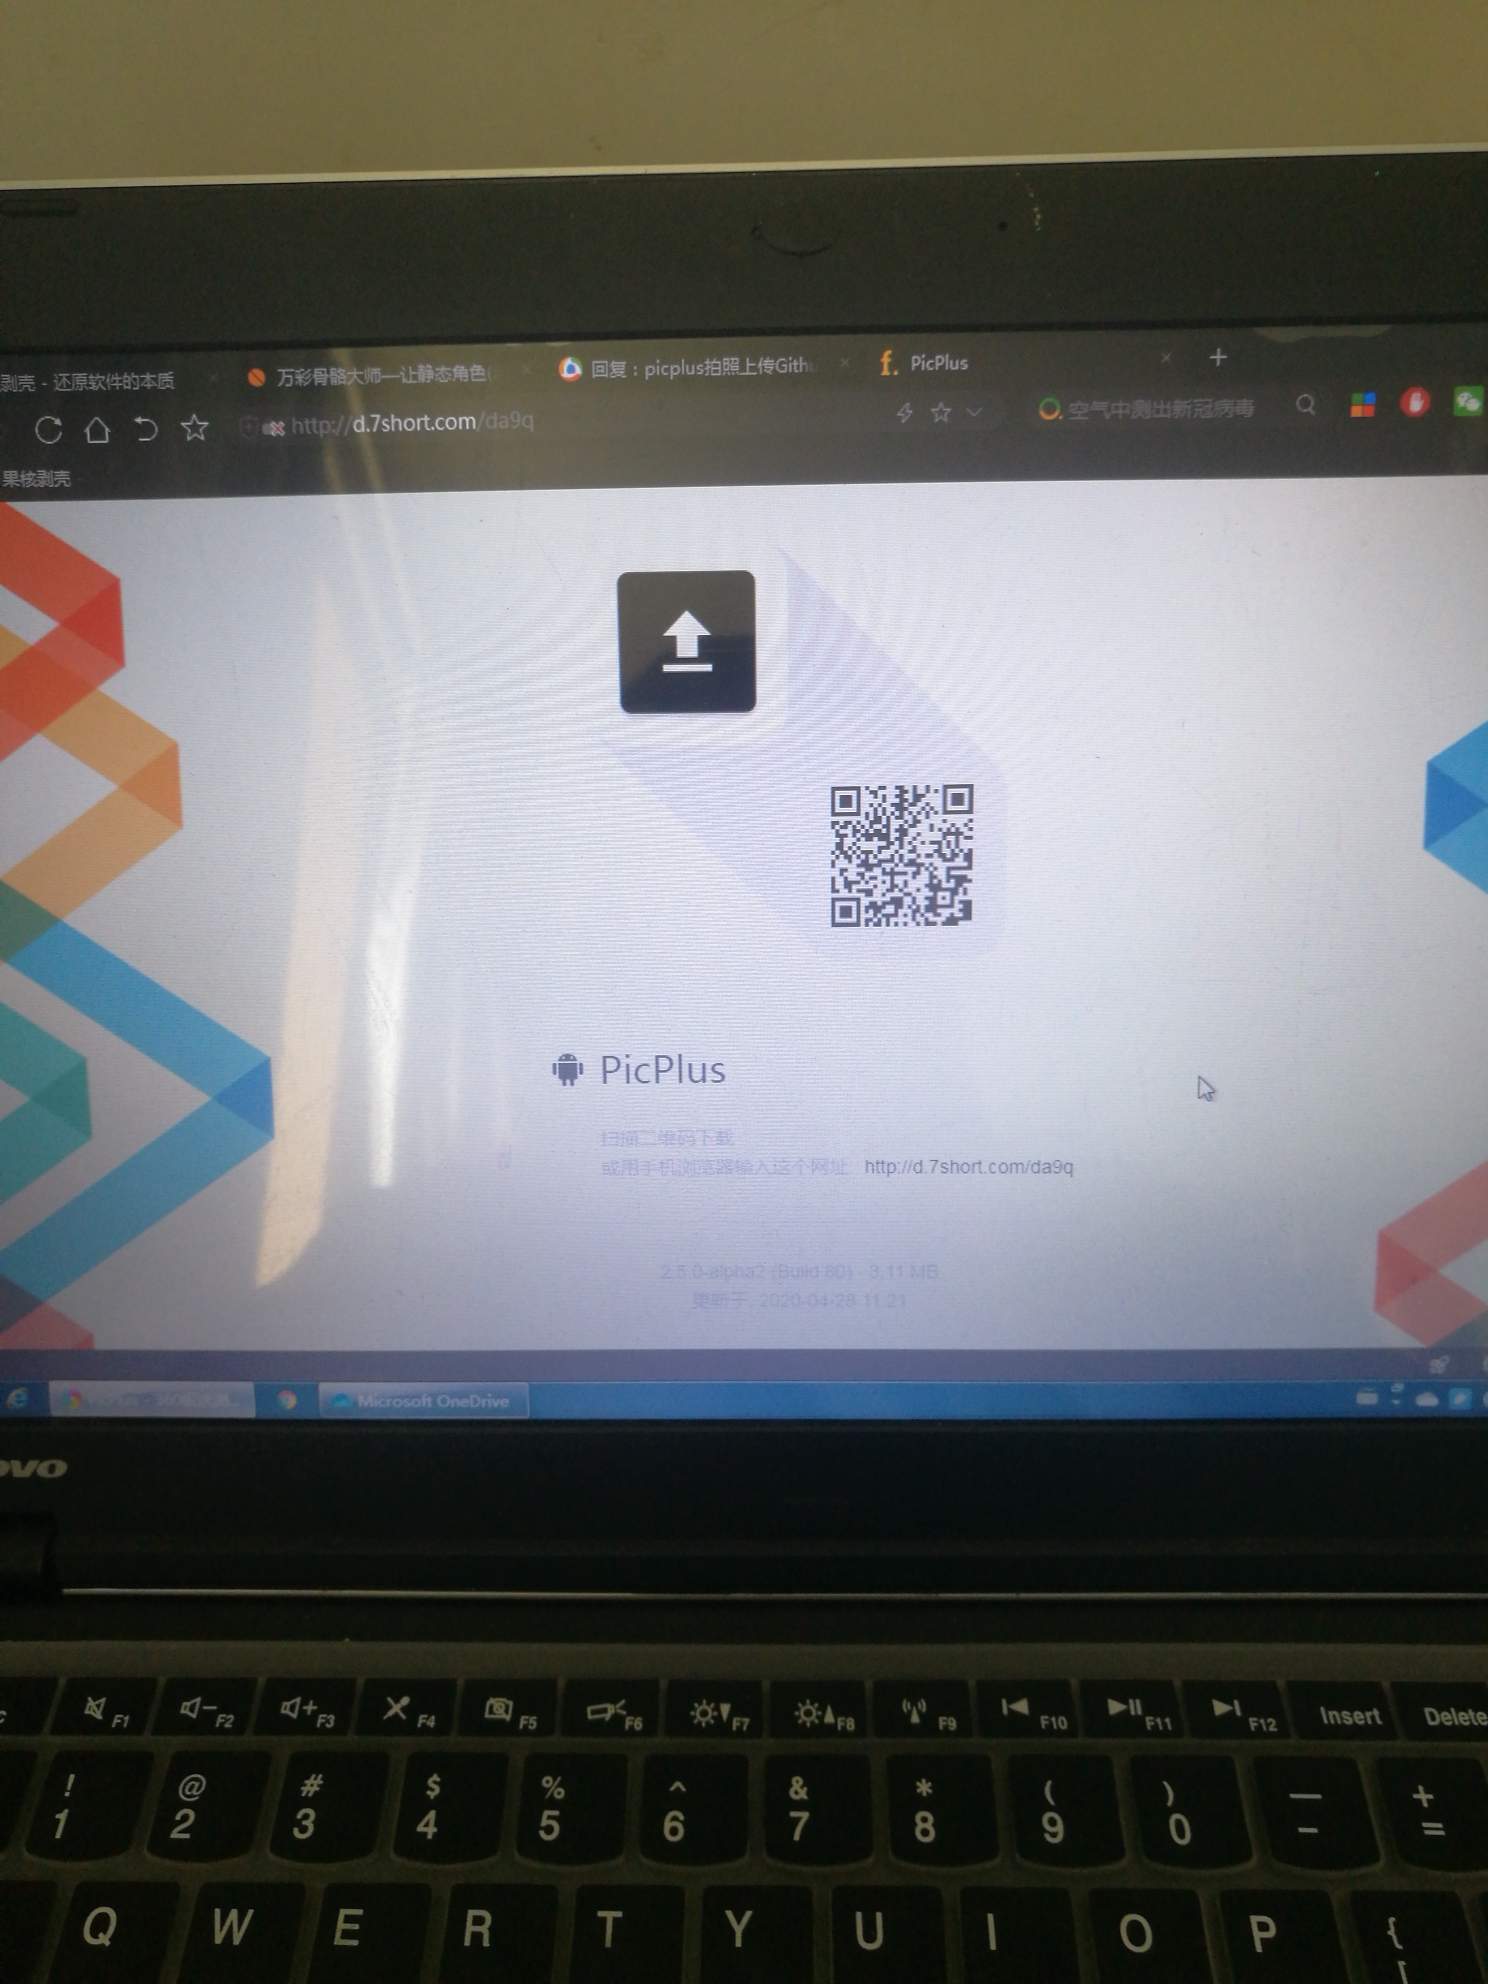 剥壳 - 还原软件的本质
万彩骨骼大师—让静态角色(
回复：picplus拍照上传Githu
PicPlus
http://d.7short.com/da9q
空气中测出新冠病毒
果核剥壳
PicPlus
扫描二维码下载
或用手机浏览器输入这个网址 http://d.7short.com/da9q
2.5.0-alpha2 (Build 80) - 3.11 MB
更新于: 2020-04-28 11:21
Microsoft OneDrive
ovo
F1 F2 F3 F4 F5 F6 F7 F8 F9 F10 F11 F12 Insert Delete
! @ # $ % ^ & * ( ) — +
1 2 3 4 5 6 7 8 9 0 - =
Q W E R T Y U I O P {
[